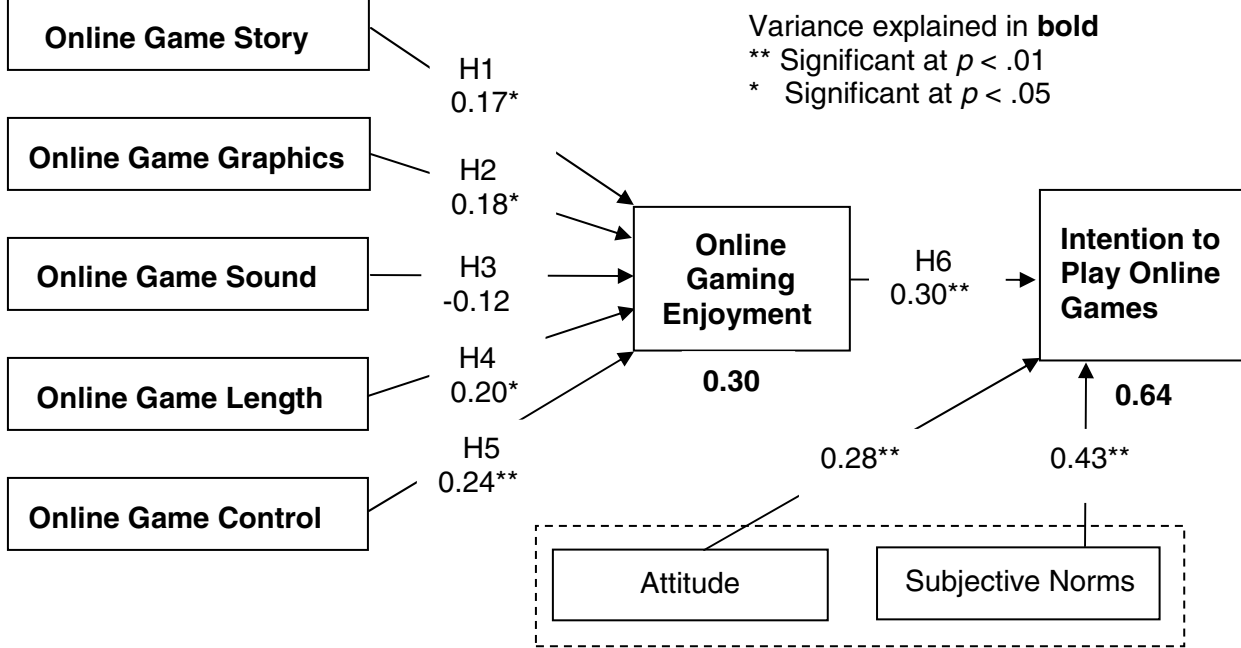 Online Game Story
Variance explained in bold
** Significant at p < .01
* Significant at p < .05
H1
0.17*
Online Game Graphics
H2
0.18*
Online Game Sound
H3
-0.12
Online Game Length
H4
0.20*
Online Game Control
H5
0.24**
Online
Gaming
Enjoyment
0.30
H6
0.30**
Intention to
Play Online
Games
0.64
0.28**
0.43**
Attitude
Subjective Norms